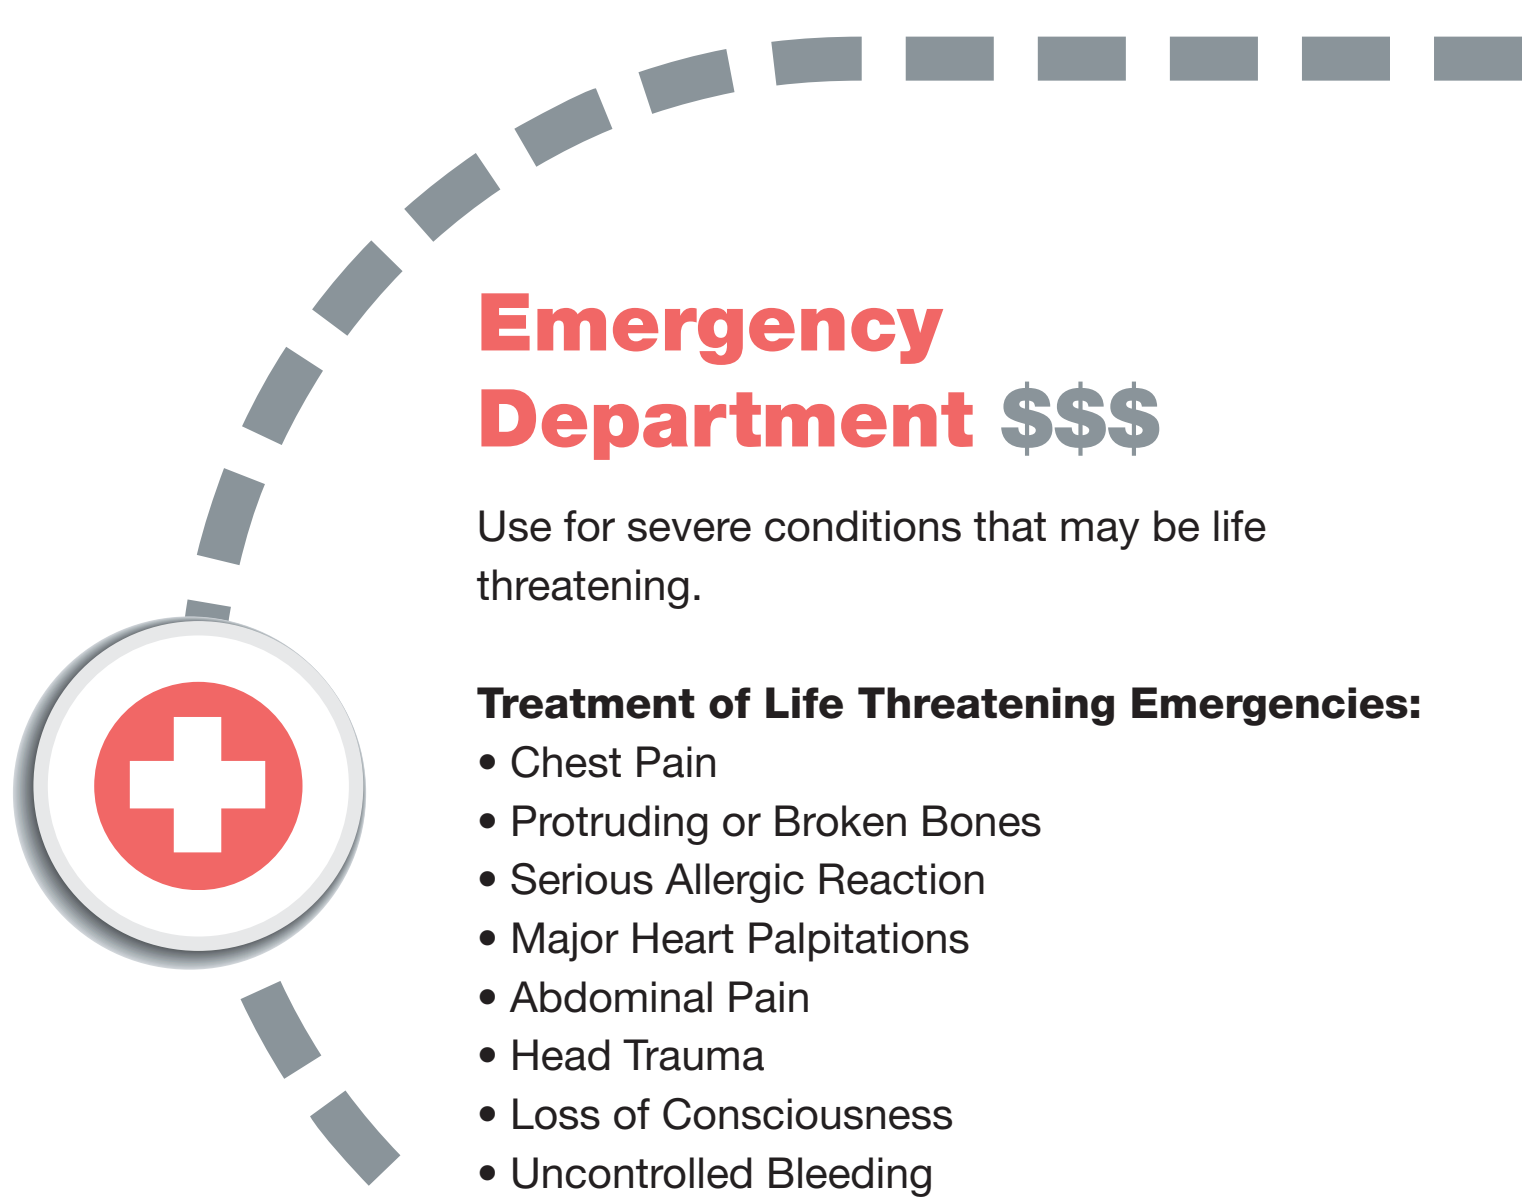 Emergency
Department $$$
Use for severe conditions that may be life
threatening.
Treatment of Life Threatening Emergencies:
• Chest Pain
• Protruding or Broken Bones
• Serious Allergic Reaction
• Major Heart Palpitations
• Abdominal Pain
• Head Trauma
• Loss of Consciousness
• Uncontrolled Bleeding